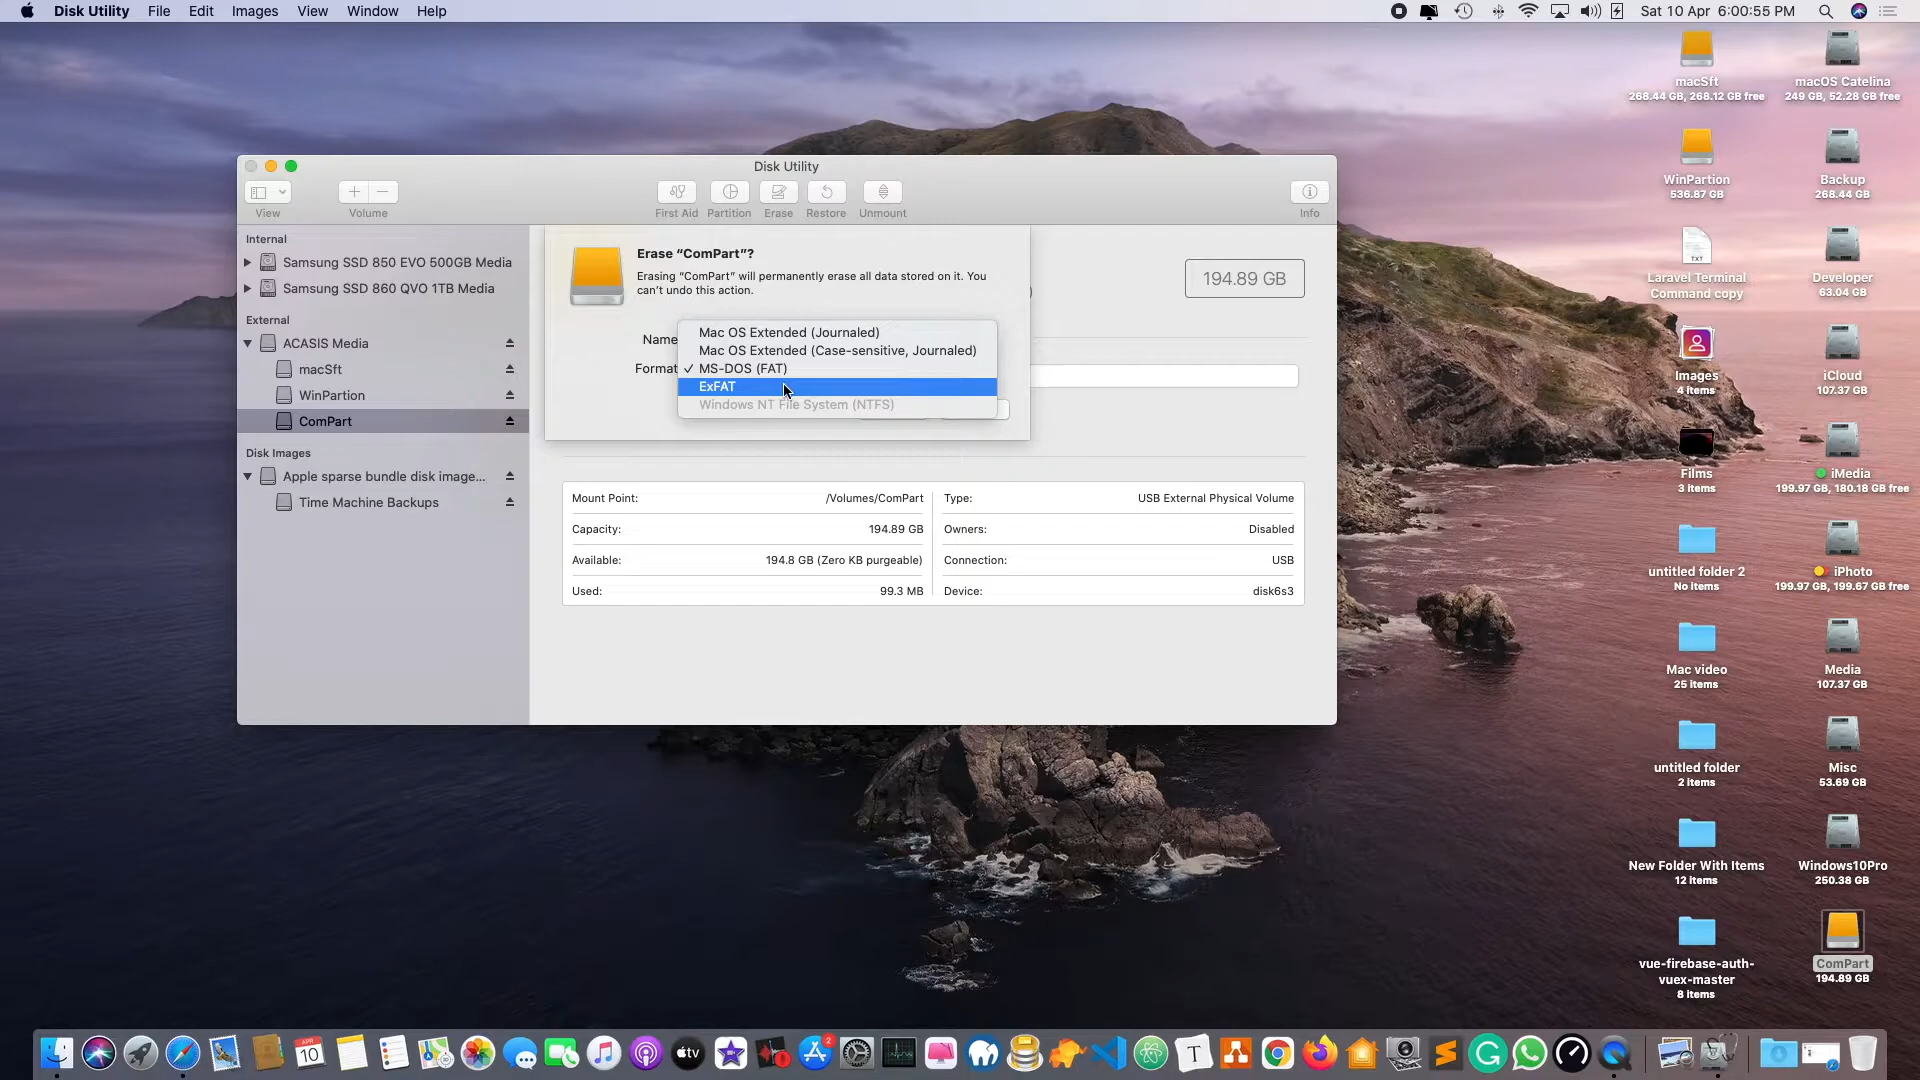 Disk Utility File Edit Images View Window Help
Sat 10 Apr 6:00:55 PM
Disk Utility
View
Volume
First Aid
Partition
Erase
Restore
Unmount
Info
Internal
Samsung SSD 850 EVO 500GB Media
Samsung SSD 860 QVO 1TB Media
External
ACASIS Media
macSft
WinPartion
ComPart
Disk Images
Apple sparse bundle disk image...
Time Machine Backups
Erase “ComPart”?
Erasing “ComPart” will permanently erase all data stored on it. You
can’t undo this action.
194.89 GB
Name
Format
Mac OS Extended (Journaled)
Mac OS Extended (Case-sensitive, Journaled)
✓ MS-DOS (FAT)
ExFAT
Windows NT File System (NTFS)
Mount Point: /Volumes/ComPart
Capacity: 194.89 GB
Available: 194.8 GB (Zero KB purgeable)
Used: 99.3 MB
Type: USB External Physical Volume
Owners: Disabled
Connection: USB
Device: disk6s3
macSft
268.44 GB, 268.12 GB free
macOS Catelina
249 GB, 52.28 GB free
WinPartion
536.87 GB
Backup
268.44 GB
TXT
Laravel Terminal
Command copy
Developer
63.04 GB
Images
4 items
iCloud
107.37 GB
Films
3 items
iMedia
199.97 GB, 180.18 GB free
untitled folder 2
No items
iPhoto
199.97 GB, 199.67 GB free
Mac video
25 items
Media
107.37 GB
untitled folder
2 items
Misc
53.69 GB
New Folder With Items
12 items
Windows10Pro
250.38 GB
vue-firebase-auth-
vuex-master
8 items
ComPart
194.89 GB
APR
10
tv
2
T